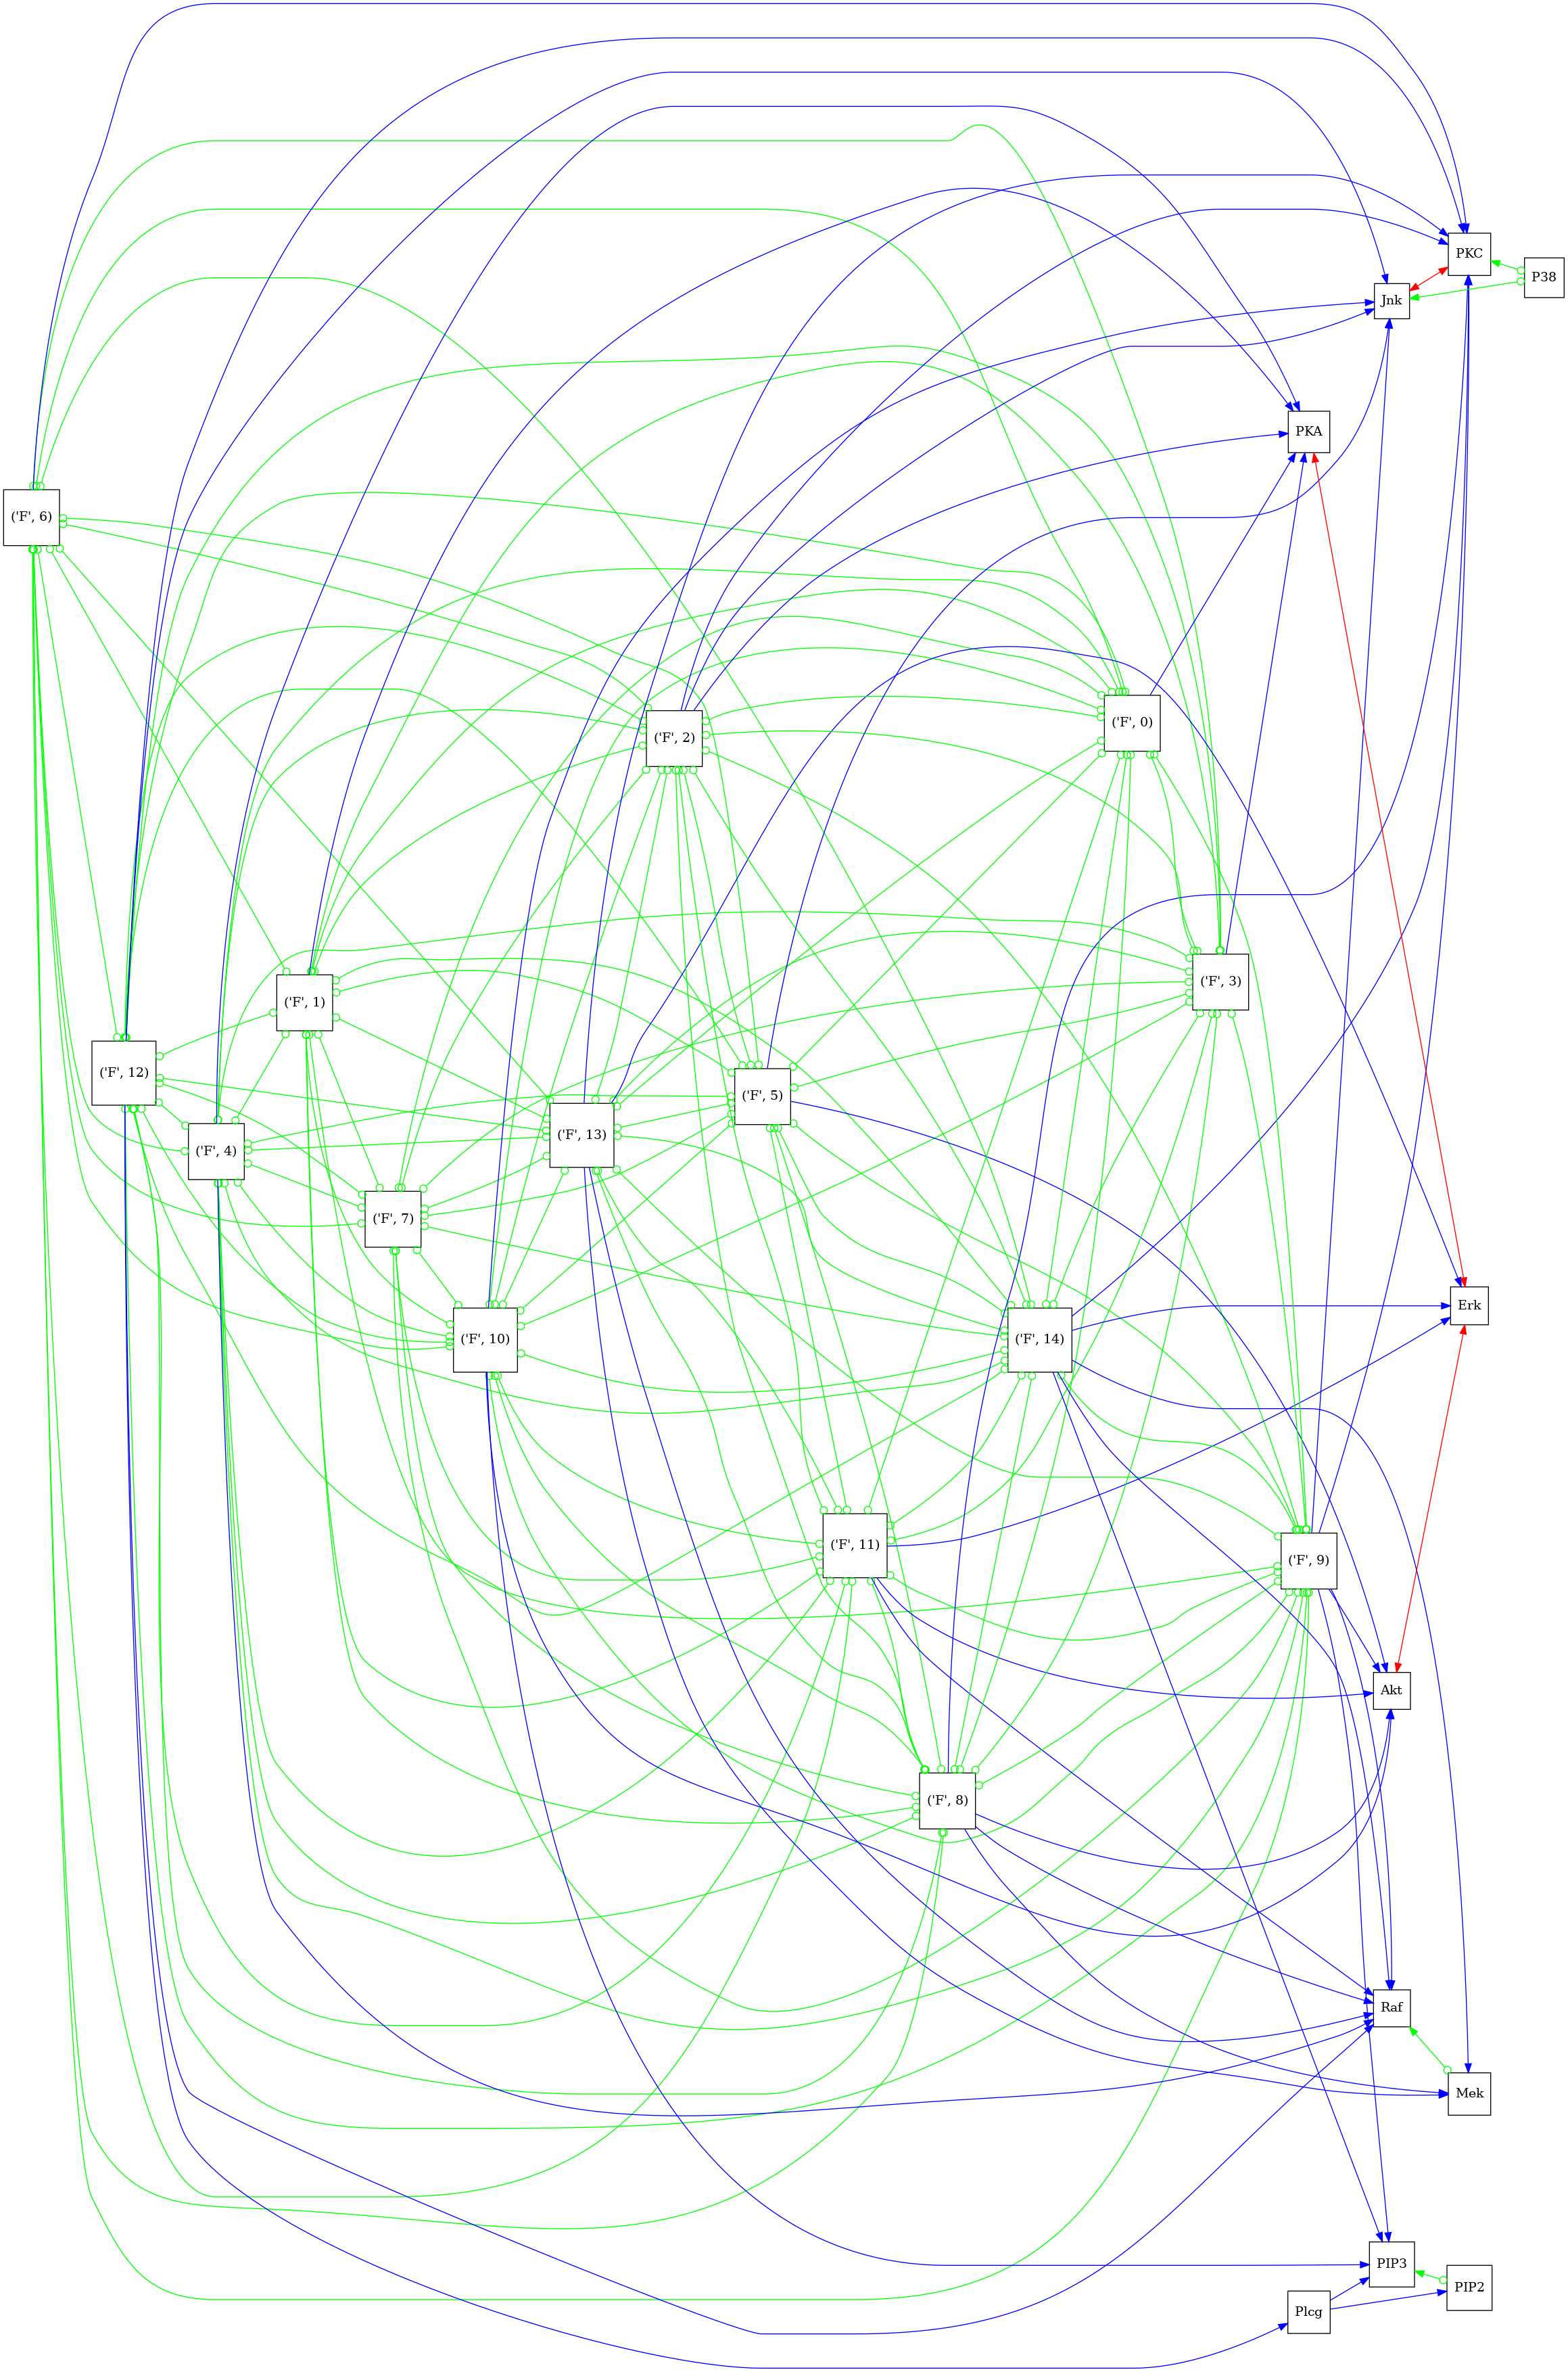 PKC
P38
Jnk
PKA
('F', 6)
('F', 0)
('F', 2)
('F', 3)
('F', 1)
('F', 12)
('F', 5)
('F', 13)
('F', 4)
('F', 7)
Erk
('F', 10)
('F', 14)
('F', 11)
('F', 9)
Akt
('F', 8)
Raf
Mek
PIP3
PIP2
Plcg